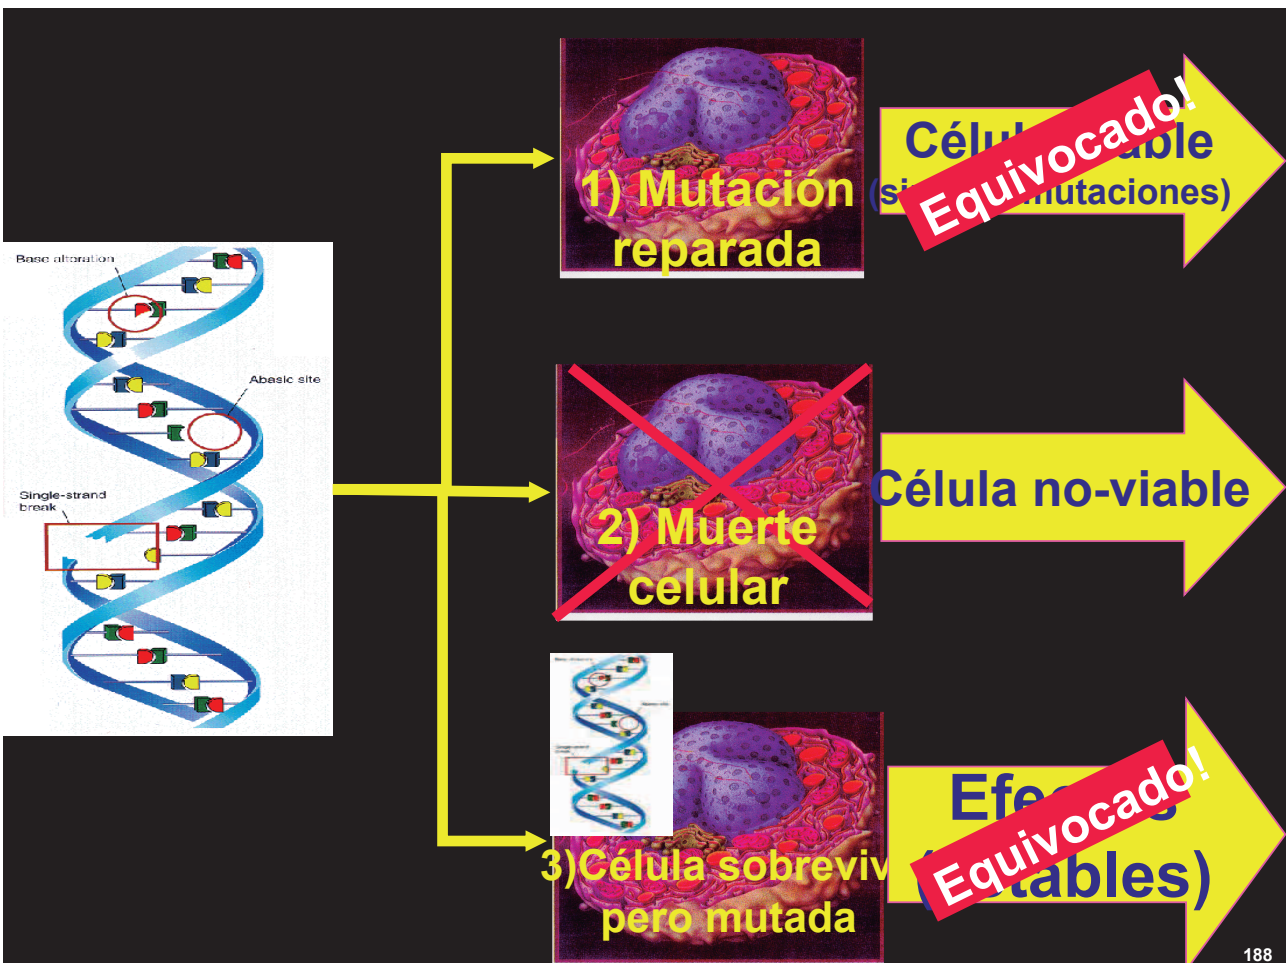 Base alteration
Abasic site
Single-strand
break
1) Mutación
reparada
Equivocado!
mutaciones)
2) Muerte
celular
Célula no-viable
3)Célula sobreviv
pero mutada
Equivocado!
188